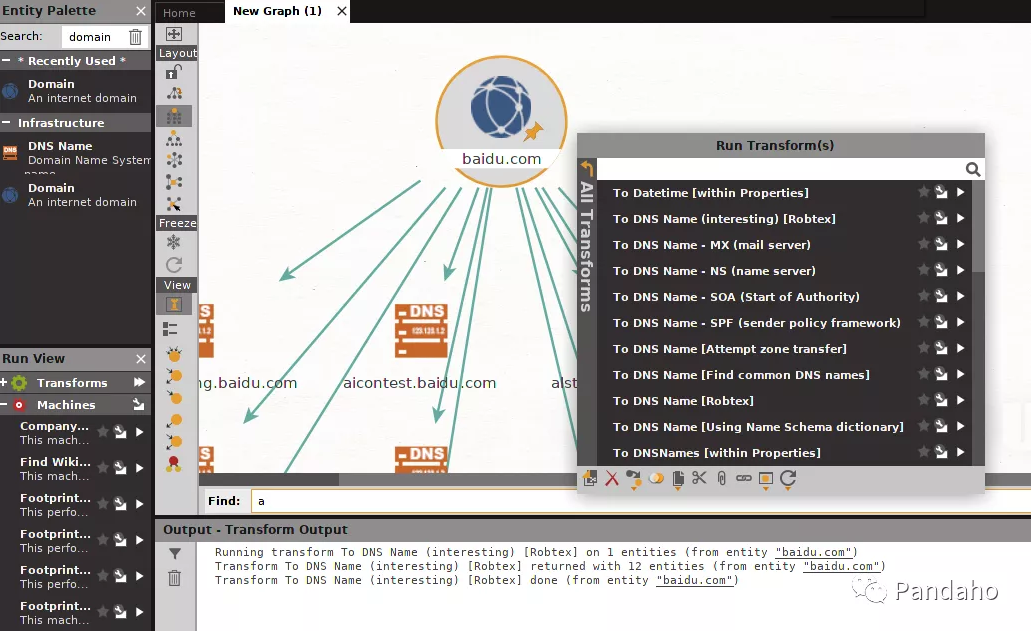 Entity Palette
Search: domain
* Recently Used *
Domain
An internet domain
Infrastructure
DNS Name
Domain Name System
name
Domain
An internet domain
Run View
Transforms
Machines
Company...
This mach...
Find Wiki...
This mach...
Footprint...
This perfo...
Footprint...
This perfo...
Footprint...
This perfo...
Footprint...
This mach...
Home
New Graph (1)
Layout
Freeze
View
baidu.com
S
1.2
DNS
123.123.1.2
ng.baidu.com
aicontest.baidu.com
alst
S
DNS
Run Transform(s)
All Transforms
To Datetime [within Properties]
To DNS Name (interesting) [Robtex]
To DNS Name - MX (mail server)
To DNS Name - NS (name server)
To DNS Name - SOA (Start of Authority)
To DNS Name - SPF (sender policy framework)
To DNS Name [Attempt zone transfer]
To DNS Name [Find common DNS names]
To DNS Name [Robtex]
To DNS Name [Using Name Schema dictionary]
To DNSNames [within Properties]
Find: a
Output - Transform Output
Running transform To DNS Name (interesting) [Robtex] on 1 entities (from entity "baidu.com")
Transform To DNS Name (interesting) [Robtex] returned with 12 entities (from entity "baidu.com")
Transform To DNS Name (interesting) [Robtex] done (from entity "baidu.com")
Pandaho